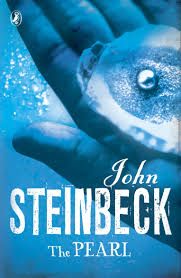 John
STEINBECK
The PEARL